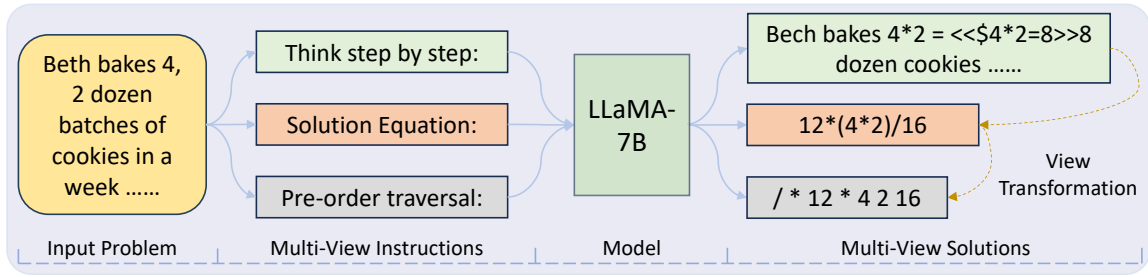 Beth bakes 4,
2 dozen
batches of
cookies in a
week ......
Think step by step:
Solution Equation:
Pre-order traversal:
LLaMA-
7B
Bech bakes 4*2 = <<$4*2=8>>8
dozen cookies ......
12*(4*2)/16
/ * 12 * 4 2 16
View
Transformation
Input Problem
Multi-View Instructions
Model
Multi-View Solutions